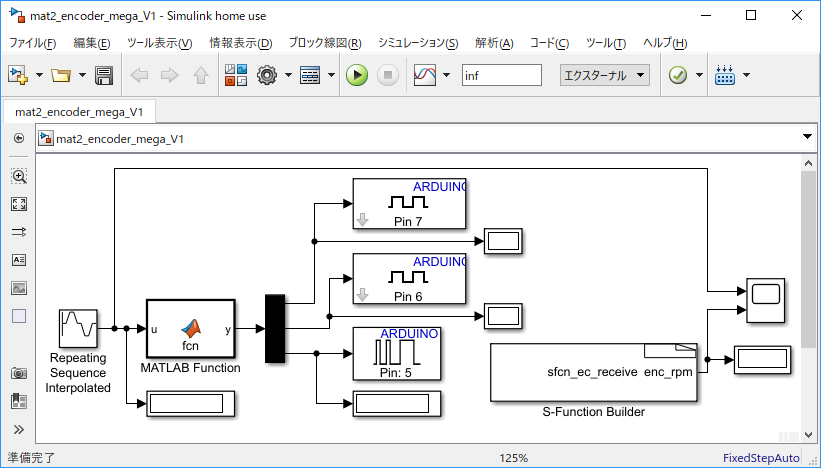 mat2_encoder_mega_V1 - Simulink home use
ファイル(F) 編集(E) ツール表示(V) 情報表示(D) ブロック線図(R) シミュレーション(S) 解析(A) コード(C) ツール(T) ヘルプ(H)
inf エクスターナル
mat2_encoder_mega_V1
mat2_encoder_mega_V1
ARDUINO
Pin 7
ARDUINO
Pin 6
u fcn y
MATLAB Function
Repeating
Sequence
Interpolated
ARDUINO
Pin: 5
sfcn_ec_receive enc_rpm
S-Function Builder
準備完了 125% FixedStepAuto